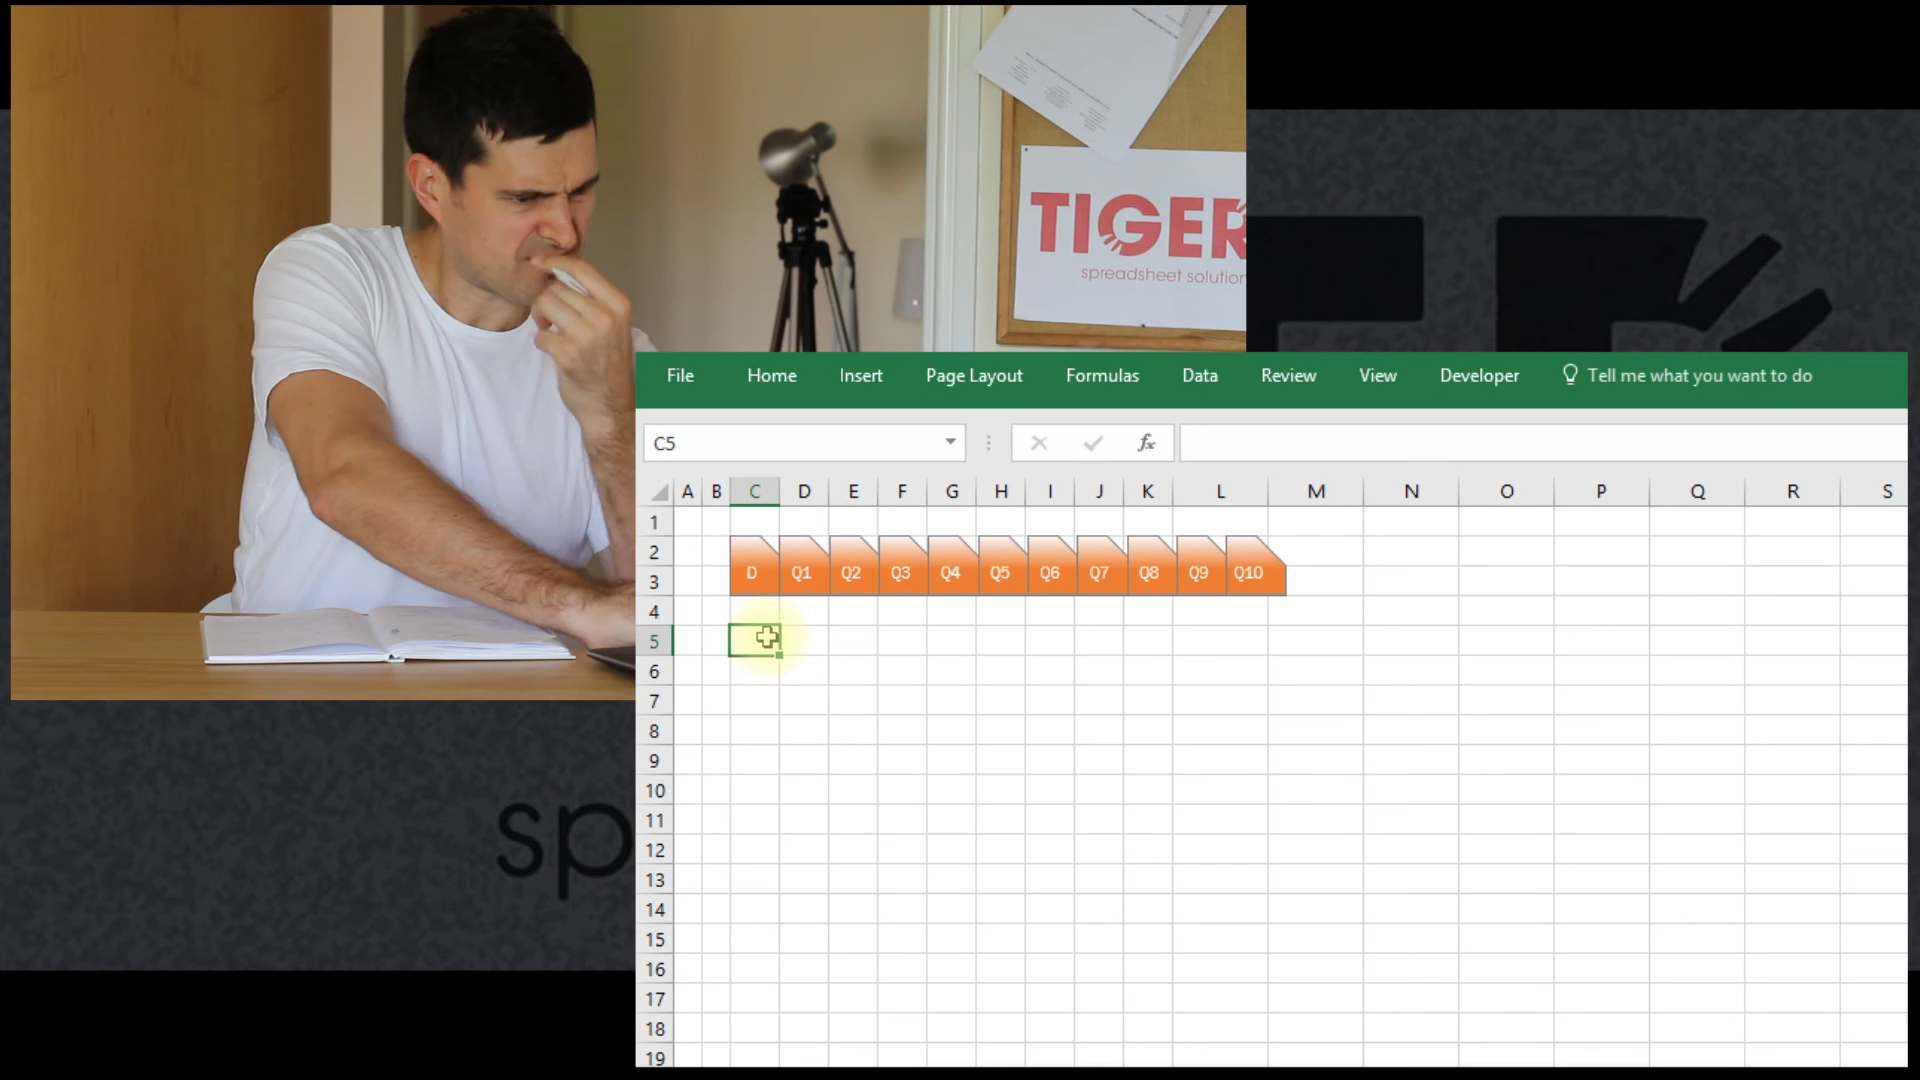 TIGER
spreadsheet solution
File Home Insert Page Layout Formulas Data Review View Developer Tell me what you want to do
C5 fx
A B C D E F G H I J K L M N O P Q R S
1
2
3
D Q1 Q2 Q3 Q4 Q5 Q6 Q7 Q8 Q9 Q10
4
5
6
7
8
9
10
11
12
13
14
15
16
17
18
19
sp